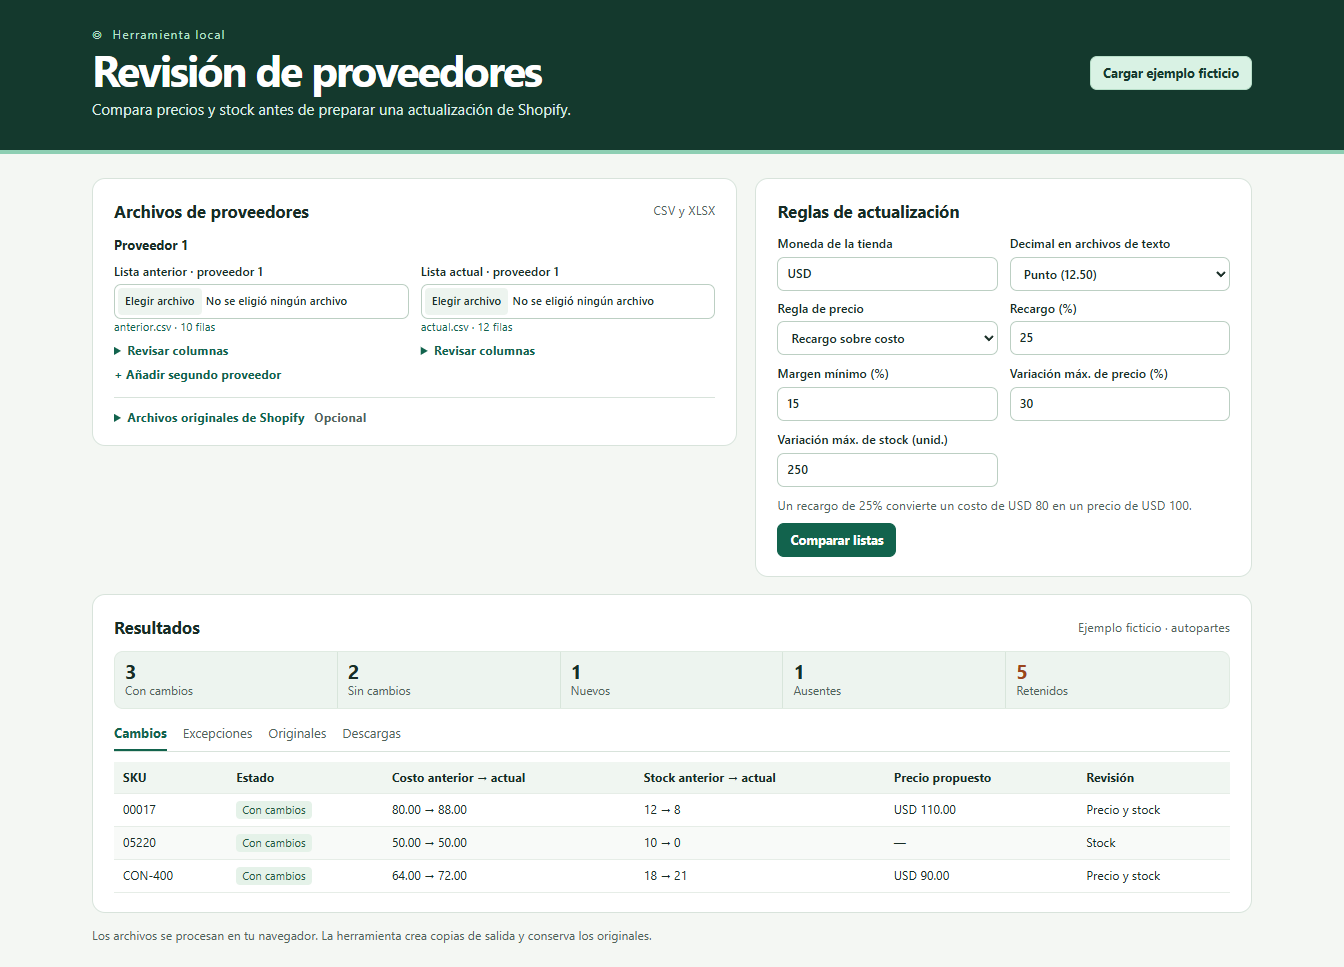 Herramienta local
Revisión de proveedores
Compara precios y stock antes de preparar una actualización de Shopify.
Cargar ejemplo ficticio
Archivos de proveedores
CSV y XLSX
Proveedor 1
Lista anterior · proveedor 1
Lista actual · proveedor 1
Elegir archivo No se eligió ningún archivo
Elegir archivo No se eligió ningún archivo
anterior.csv · 10 filas
actual.csv · 12 filas
Revisar columnas
Revisar columnas
+ Añadir segundo proveedor
Archivos originales de Shopify Opcional
Reglas de actualización
Moneda de la tienda
Decimal en archivos de texto
USD
Punto (12.50)
Regla de precio
Recargo (%)
Recargo sobre costo
25
Margen mínimo (%)
Variación máx. de precio (%)
15
30
Variación máx. de stock (unid.)
250
Un recargo de 25% convierte un costo de USD 80 en un precio de USD 100.
Comparar listas
Resultados
Ejemplo ficticio · autopartes
3
Con cambios
2
Sin cambios
1
Nuevos
1
Ausentes
5
Retenidos
Cambios Excepciones Originales Descargas
SKU Estado Costo anterior → actual Stock anterior → actual Precio propuesto Revisión
00017 Con cambios 80.00 → 88.00 12 → 8 USD 110.00 Precio y stock
05220 Con cambios 50.00 → 50.00 10 → 0 — Stock
CON-400 Con cambios 64.00 → 72.00 18 → 21 USD 90.00 Precio y stock
Los archivos se procesan en tu navegador. La herramienta crea copias de salida y conserva los originales.